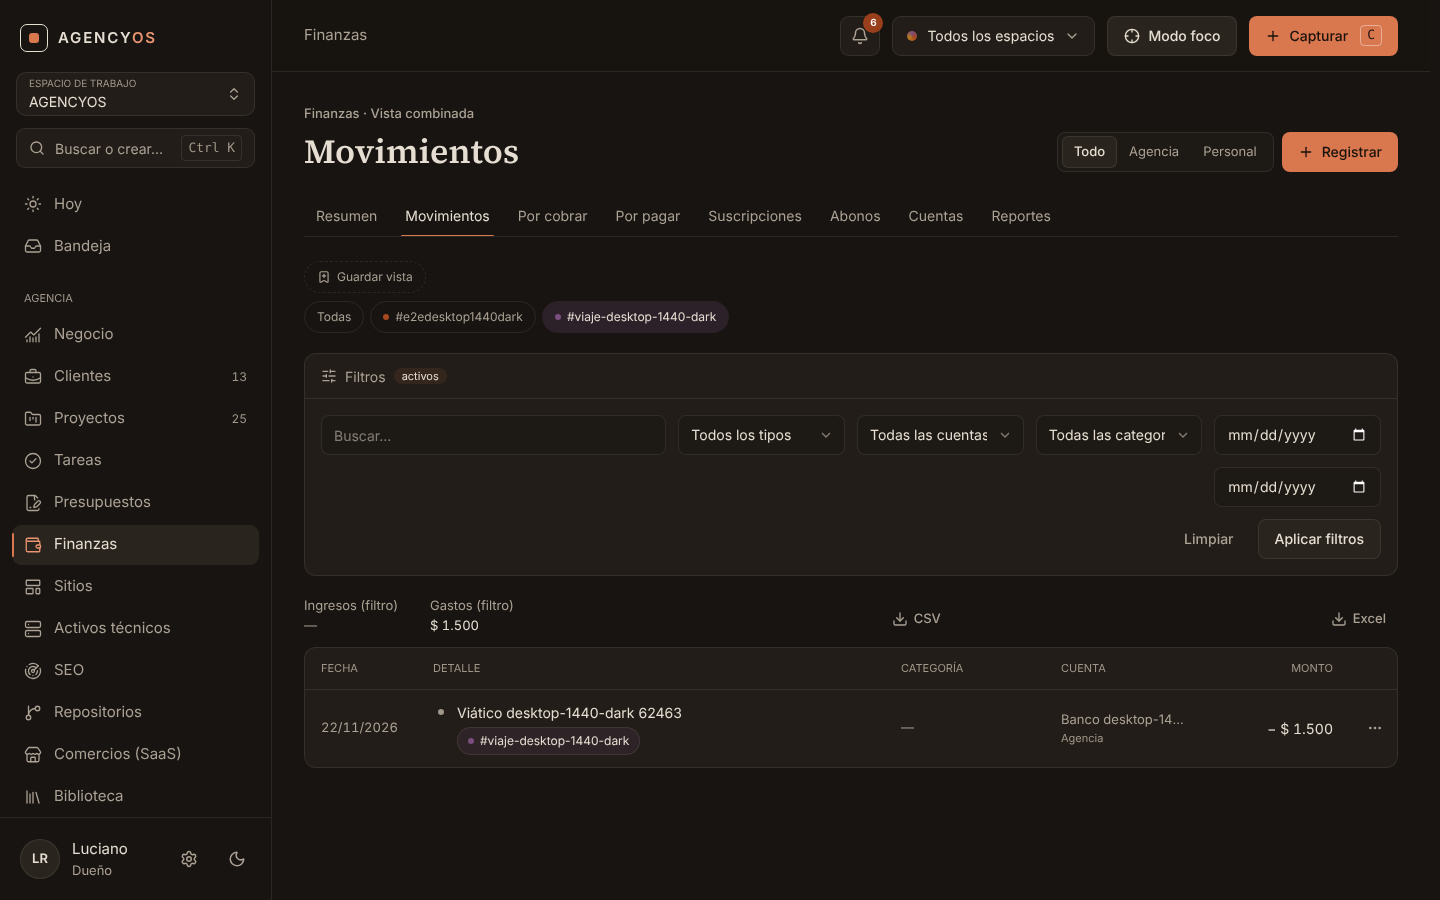 AGENCYOS
ESPACIO DE TRABAJO
AGENCYOS
Buscar o crear... Ctrl K
Hoy
Bandeja
AGENCIA
Negocio
Clientes 13
Proyectos 25
Tareas
Presupuestos
Finanzas
Sitios
Activos técnicos
SEO
Repositorios
Comercios (SaaS)
Biblioteca
LR
Luciano
Dueño
Finanzas
6
Todos los espacios
Modo foco
Capturar C
Finanzas · Vista combinada
Movimientos
Todo Agencia Personal
Registrar
Resumen Movimientos Por cobrar Por pagar Suscripciones Abonos Cuentas Reportes
Guardar vista
Todas #e2edesktop1440dark #viaje-desktop-1440-dark
Filtros activos
Buscar... Todos los tipos Todas las cuentas Todas las categor mm/dd/yyyy
mm/dd/yyyy
Limpiar Aplicar filtros
Ingresos (filtro) Gastos (filtro)
— $ 1.500
CSV Excel
FECHA DETALLE CATEGORÍA CUENTA MONTO
22/11/2026 Viático desktop-1440-dark 62463 — Banco desktop-14... − $ 1.500 ···
#viaje-desktop-1440-dark Agencia